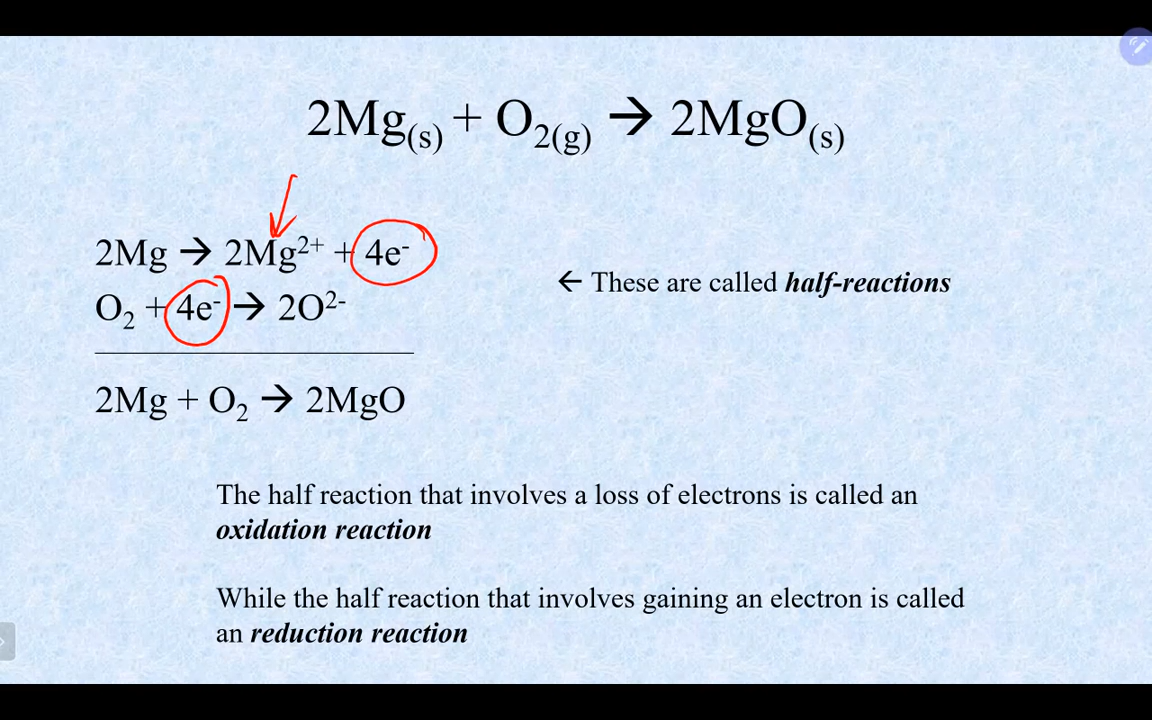 2Mg(s) + O2(g) → 2MgO(s)
2Mg → 2Mg2+ + 4e-
O2 + 4e- → 2O2-
← These are called half-reactions
2Mg + O2 → 2MgO
The half reaction that involves a loss of electrons is called an
oxidation reaction
While the half reaction that involves gaining an electron is called
an reduction reaction